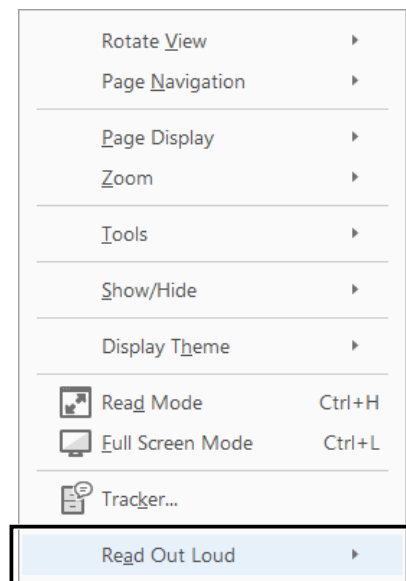 Rotate View
Page Navigation
Page Display
Zoom
Tools
Show/Hide
Display Theme
Read Mode Ctrl+H
Full Screen Mode Ctrl+L
Tracker...
Read Out Loud